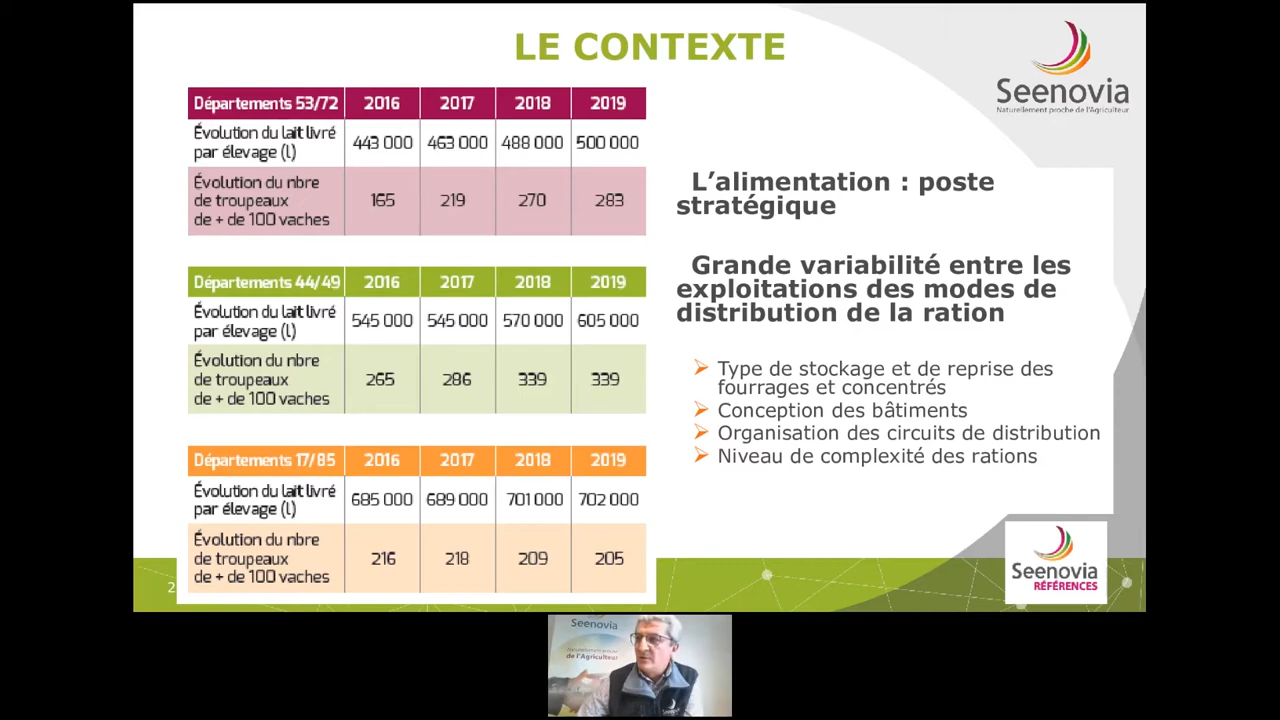 LE CONTEXTE
Seenovia
Naturellement proche de l'Agriculteur
Départements 53/72 2016 2017 2018 2019
Évolution du lait livré
par élevage (l) 443 000 463 000 488 000 500 000
Évolution du nbre
de troupeaux 165 219 270 283
de + de 100 vaches
Départements 44/49 2016 2017 2018 2019
Évolution du lait livré
par élevage (l) 545 000 545 000 570 000 605 000
Évolution du nbre
de troupeaux 265 286 339 339
de + de 100 vaches
Départements 17/85 2016 2017 2018 2019
Évolution du lait livré
par élevage (l) 685 000 689 000 701 000 702 000
Évolution du nbre
de troupeaux 216 218 209 205
de + de 100 vaches
L’alimentation : poste
stratégique
Grande variabilité entre les
exploitations des modes de
distribution de la ration
Type de stockage et de reprise des
fourrages et concentrés
Conception des bâtiments
Organisation des circuits de distribution
Niveau de complexité des rations
2
Seenovia
RÉFÉRENCES
Seenovia
Naturellement proche
de l'Agriculteur